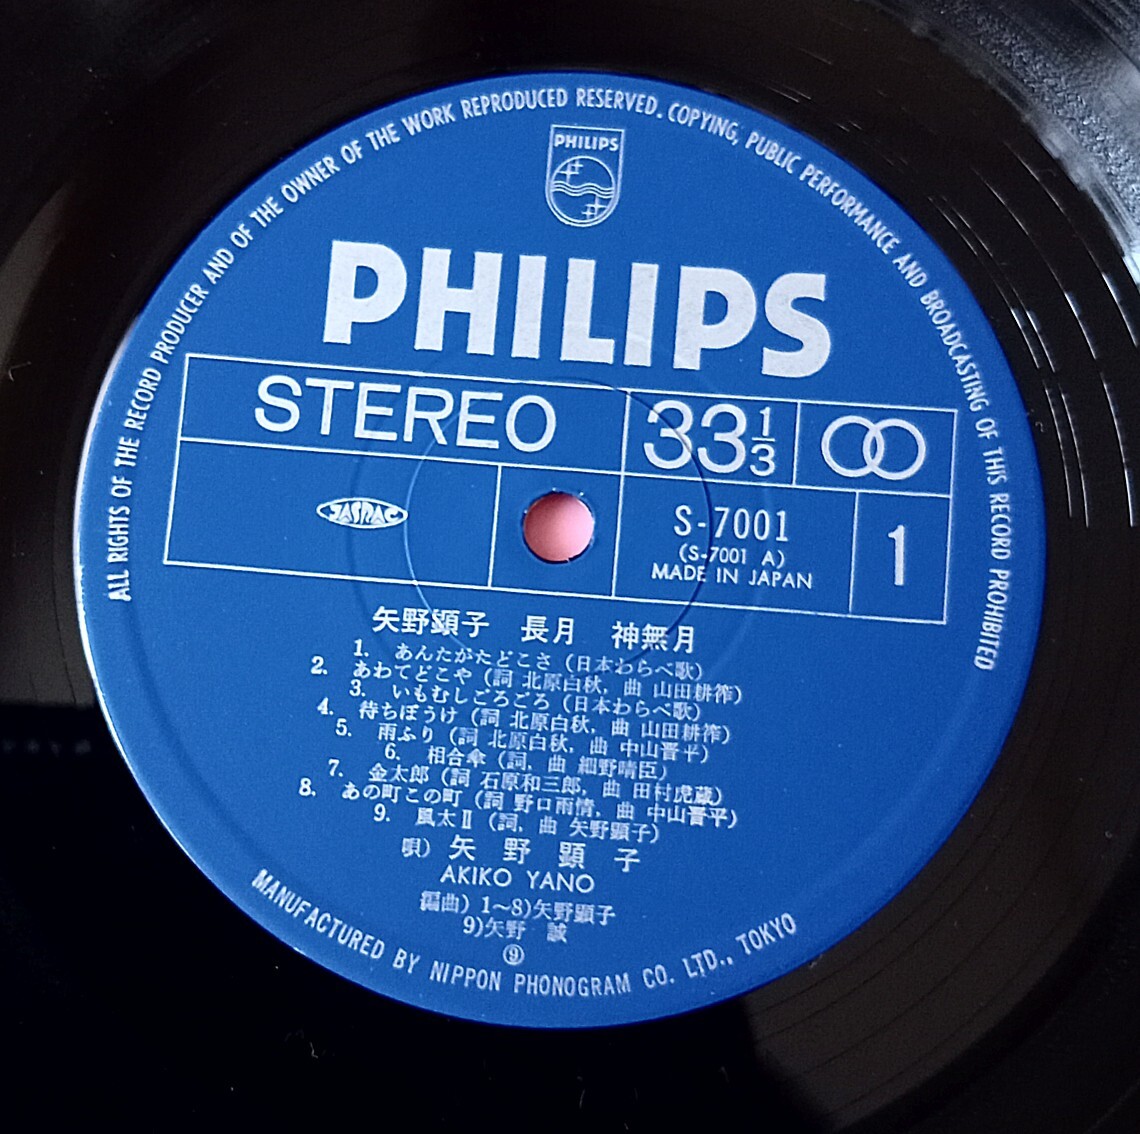 ALL RIGHTS OF THE RECORD PRODUCER AND OF THE OWNER OF THE WORK REPRODUCED RESERVED. COPYING, PUBLIC PERFORMANCE AND BROADCASTING OF THIS RECORD PROHIBITED
PHILIPS
PHILIPS
STEREO
33 1/3
JASRAC
S-7001
(S-7001 A)
MADE IN JAPAN
1
矢野顕子 長月 神無月
1. あんたがたどこさ (日本わらべ歌)
2. あわてどこや (詞 北原白秋, 曲 山田耕筰)
3. いもむしごろごろ (日本わらべ歌)
4. 待ちぼうけ (詞 北原白秋, 曲 山田耕筰)
5. 雨ふり (詞 北原白秋, 曲 中山晋平)
6. 相合傘 (詞, 曲 細野晴臣)
7. 金太郎 (詞 石原和三郎, 曲 田村虎蔵)
8. あの町この町 (詞 野口雨情, 曲 中山晋平)
9. 風太Ⅱ (詞, 曲 矢野顕子)
唄) 矢野顕子
AKIKO YANO
編曲) 1〜8)矢野顕子
9)矢野 誠
⑨
MANUFACTURED BY NIPPON PHONOGRAM CO. LTD., TOKYO